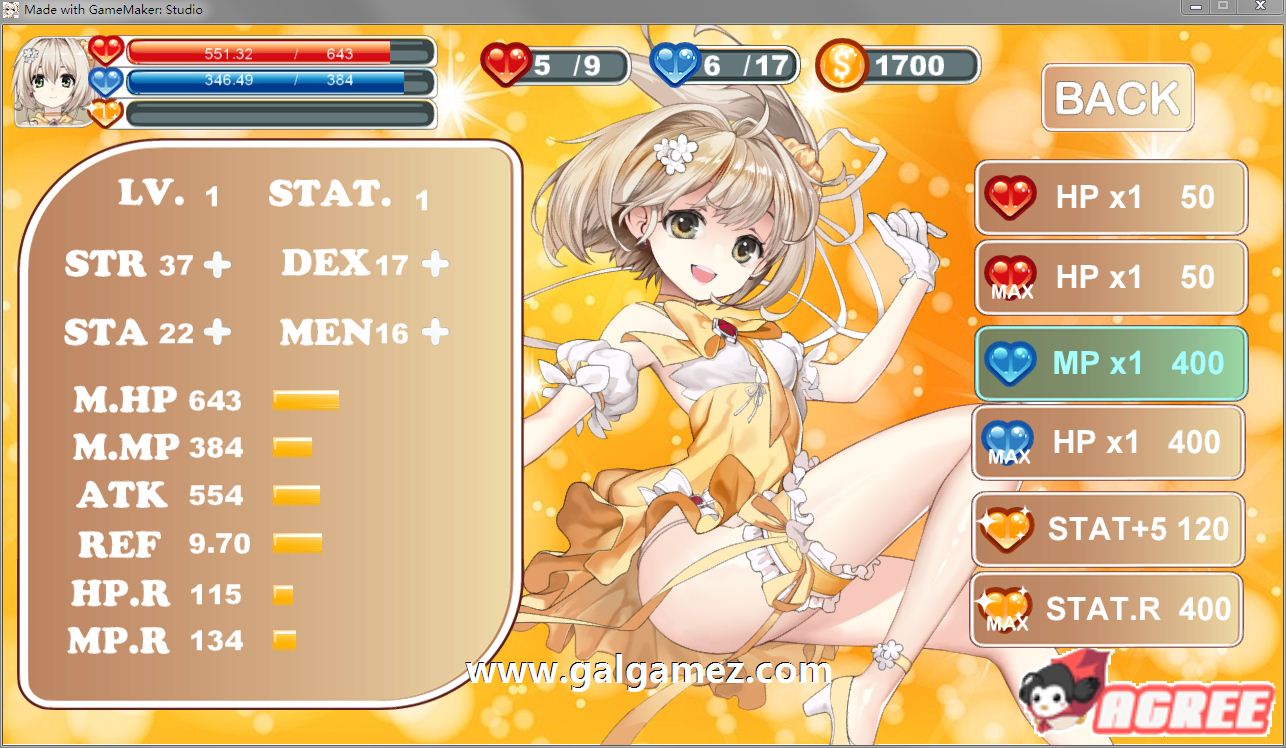 Made with GameMaker: Studio
551.32 / 643
346.49 / 384
1
5 /9
6 /17
$ 1700
BACK
LV. 1 STAT. 1
STR 37 + DEX 17 +
STA 22 + MEN 16 +
M.HP 643
M.MP 384
ATK 554
REF 9.70
HP.R 115
MP.R 134
HP x1 50
MAX HP x1 50
MP x1 400
MAX HP x1 400
STAT+5 120
MAX STAT.R 400
www.galgamez.com
AGREE